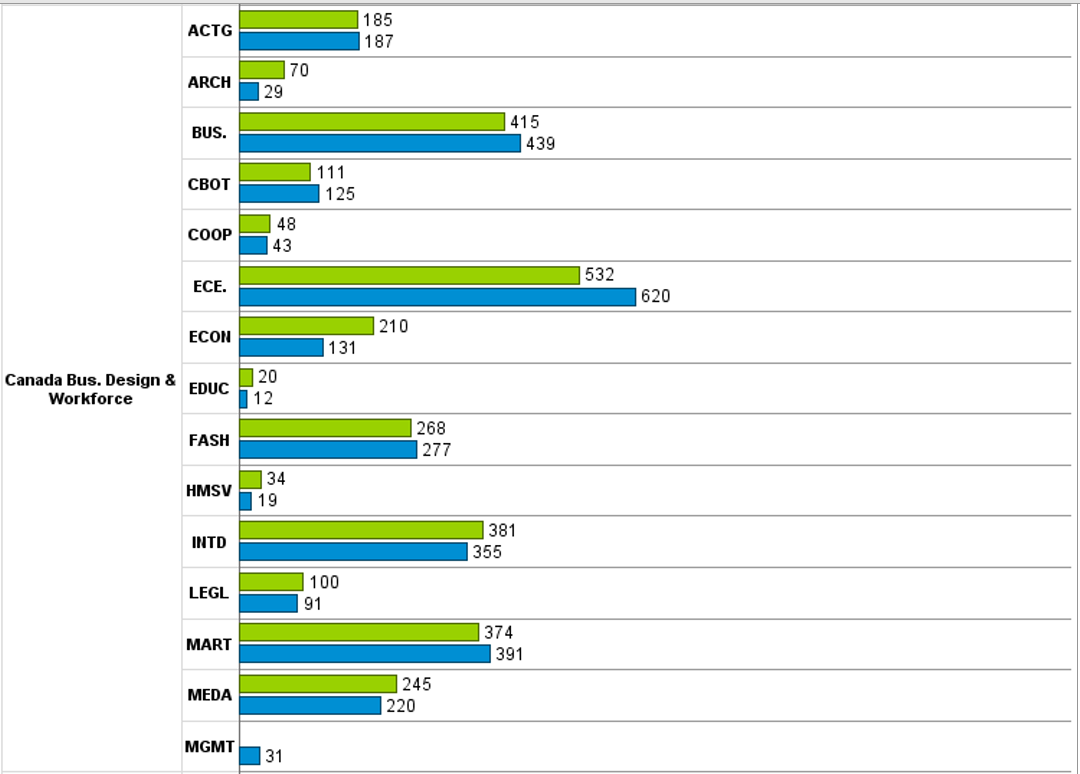 ACTG
185
187
ARCH
70
29
BUS.
415
439
CBOT
111
125
COOP
48
43
ECE.
532
620
ECON
210
131
Canada Bus. Design &
Workforce
EDUC
20
12
FASH
268
277
HMSV
34
19
INTD
381
355
LEGL
100
91
MART
374
391
MEDA
245
220
MGMT
31